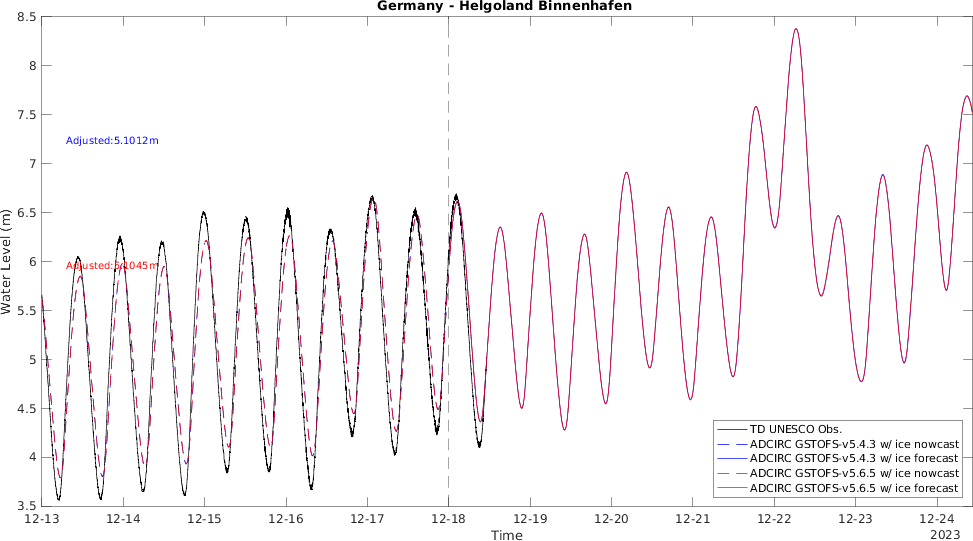 Germany - Helgoland Binnenhafen
8.5
8
7.5
7
6.5
6
5.5
5
4.5
4
3.5
Water Level (m)
Adjusted:5.1012m
Adjusted:5.1045m
TD UNESCO Obs.
ADCIRC GSTOFS-v5.4.3 w/ ice nowcast
ADCIRC GSTOFS-v5.4.3 w/ ice forecast
ADCIRC GSTOFS-v5.6.5 w/ ice nowcast
ADCIRC GSTOFS-v5.6.5 w/ ice forecast
12-13 12-14 12-15 12-16 12-17 12-18 12-19 12-20 12-21 12-22 12-23 12-24
Time
2023